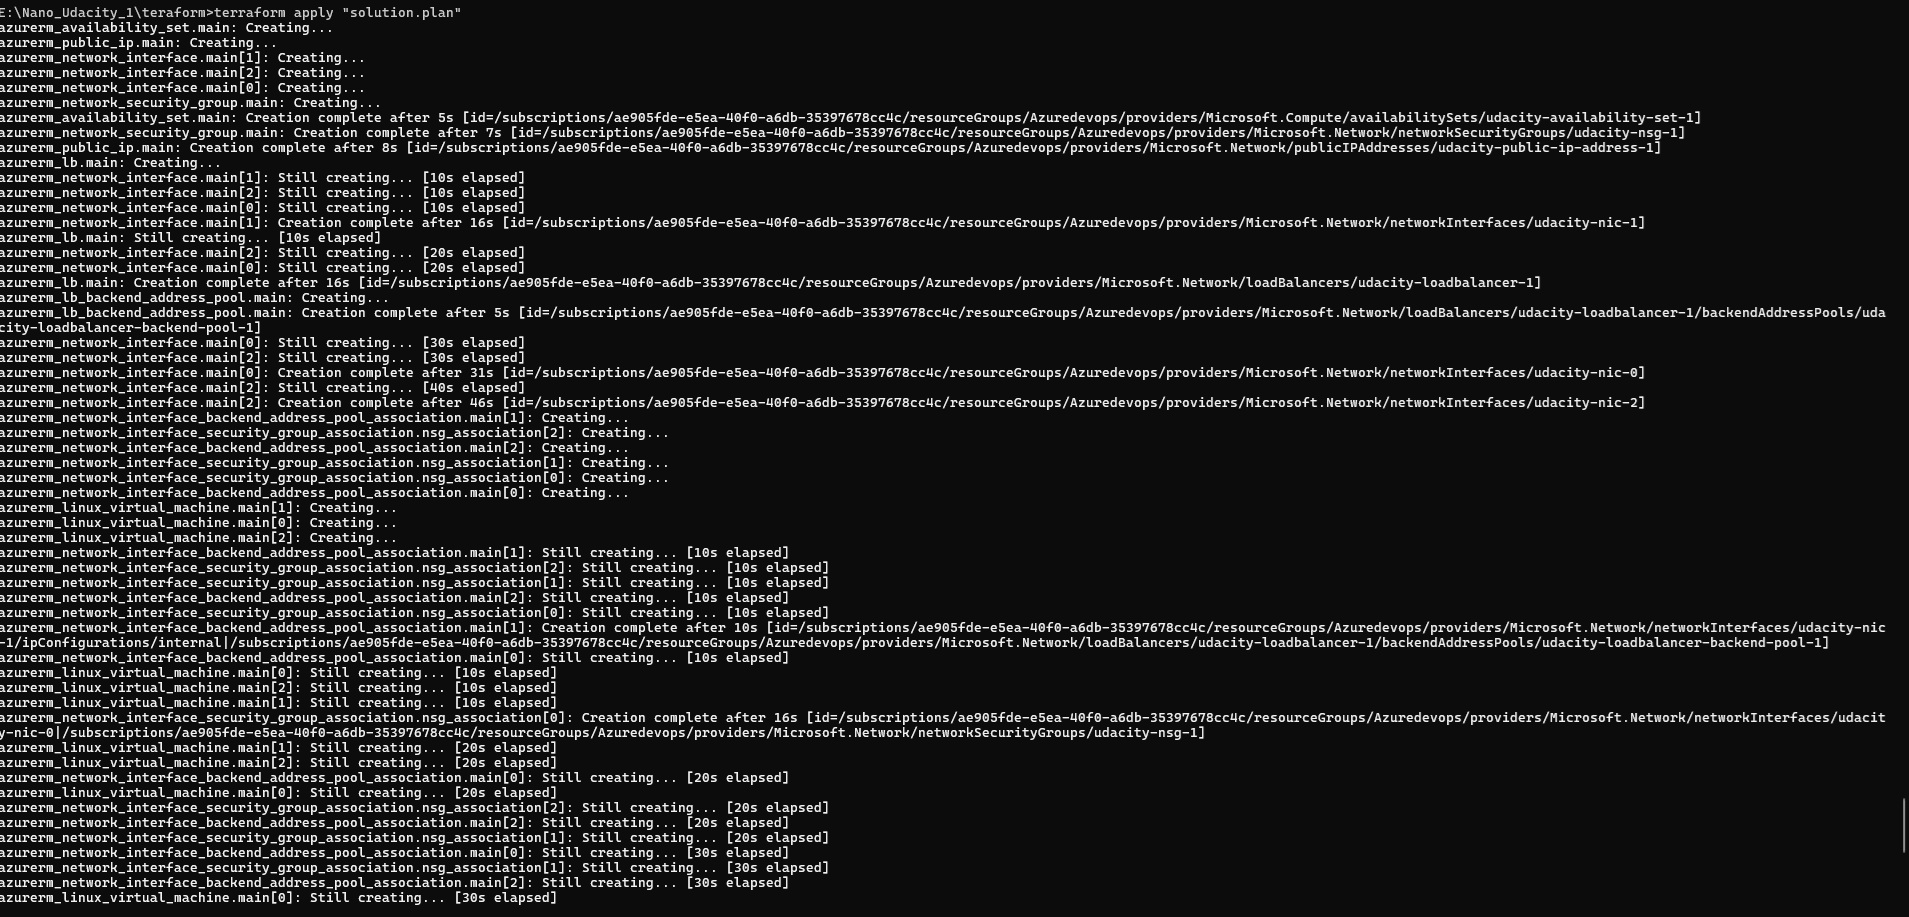 E:\Nano_Udacity_1\teraform>terraform apply "solution.plan"
azurerm_availability_set.main: Creating...
azurerm_public_ip.main: Creating...
azurerm_network_interface.main[1]: Creating...
azurerm_network_interface.main[2]: Creating...
azurerm_network_interface.main[0]: Creating...
azurerm_network_security_group.main: Creating...
azurerm_availability_set.main: Creation complete after 5s [id=/subscriptions/ae905fde-e5ea-40f0-a6db-35397678cc4c/resourceGroups/Azuredevops/providers/Microsoft.Compute/availabilitySets/udacity-availability-set-1]
azurerm_network_security_group.main: Creation complete after 7s [id=/subscriptions/ae905fde-e5ea-40f0-a6db-35397678cc4c/resourceGroups/Azuredevops/providers/Microsoft.Network/networkSecurityGroups/udacity-nsg-1]
azurerm_public_ip.main: Creation complete after 8s [id=/subscriptions/ae905fde-e5ea-40f0-a6db-35397678cc4c/resourceGroups/Azuredevops/providers/Microsoft.Network/publicIPAddresses/udacity-public-ip-address-1]
azurerm_lb.main: Creating...
azurerm_network_interface.main[1]: Still creating... [10s elapsed]
azurerm_network_interface.main[2]: Still creating... [10s elapsed]
azurerm_network_interface.main[0]: Still creating... [10s elapsed]
azurerm_network_interface.main[1]: Creation complete after 16s [id=/subscriptions/ae905fde-e5ea-40f0-a6db-35397678cc4c/resourceGroups/Azuredevops/providers/Microsoft.Network/networkInterfaces/udacity-nic-1]
azurerm_lb.main: Still creating... [10s elapsed]
azurerm_network_interface.main[2]: Still creating... [20s elapsed]
azurerm_network_interface.main[0]: Still creating... [20s elapsed]
azurerm_lb.main: Creation complete after 16s [id=/subscriptions/ae905fde-e5ea-40f0-a6db-35397678cc4c/resourceGroups/Azuredevops/providers/Microsoft.Network/loadBalancers/udacity-loadbalancer-1]
azurerm_lb_backend_address_pool.main: Creating...
azurerm_lb_backend_address_pool.main: Creation complete after 5s [id=/subscriptions/ae905fde-e5ea-40f0-a6db-35397678cc4c/resourceGroups/Azuredevops/providers/Microsoft.Network/loadBalancers/udacity-loadbalancer-1/backendAddressPools/uda
city-loadbalancer-backend-pool-1]
azurerm_network_interface.main[0]: Still creating... [30s elapsed]
azurerm_network_interface.main[2]: Still creating... [30s elapsed]
azurerm_network_interface.main[0]: Creation complete after 31s [id=/subscriptions/ae905fde-e5ea-40f0-a6db-35397678cc4c/resourceGroups/Azuredevops/providers/Microsoft.Network/networkInterfaces/udacity-nic-0]
azurerm_network_interface.main[2]: Still creating... [40s elapsed]
azurerm_network_interface.main[2]: Creation complete after 46s [id=/subscriptions/ae905fde-e5ea-40f0-a6db-35397678cc4c/resourceGroups/Azuredevops/providers/Microsoft.Network/networkInterfaces/udacity-nic-2]
azurerm_network_interface_backend_address_pool_association.main[1]: Creating...
azurerm_network_interface_security_group_association.nsg_association[2]: Creating...
azurerm_network_interface_backend_address_pool_association.main[2]: Creating...
azurerm_network_interface_security_group_association.nsg_association[1]: Creating...
azurerm_network_interface_security_group_association.nsg_association[0]: Creating...
azurerm_network_interface_backend_address_pool_association.main[0]: Creating...
azurerm_linux_virtual_machine.main[1]: Creating...
azurerm_linux_virtual_machine.main[0]: Creating...
azurerm_linux_virtual_machine.main[2]: Creating...
azurerm_network_interface_backend_address_pool_association.main[1]: Still creating... [10s elapsed]
azurerm_network_interface_security_group_association.nsg_association[2]: Still creating... [10s elapsed]
azurerm_network_interface_security_group_association.nsg_association[1]: Still creating... [10s elapsed]
azurerm_network_interface_backend_address_pool_association.main[2]: Still creating... [10s elapsed]
azurerm_network_interface_security_group_association.nsg_association[0]: Still creating... [10s elapsed]
azurerm_network_interface_backend_address_pool_association.main[1]: Creation complete after 10s [id=/subscriptions/ae905fde-e5ea-40f0-a6db-35397678cc4c/resourceGroups/Azuredevops/providers/Microsoft.Network/networkInterfaces/udacity-nic
-1/ipConfigurations/internal|/subscriptions/ae905fde-e5ea-40f0-a6db-35397678cc4c/resourceGroups/Azuredevops/providers/Microsoft.Network/loadBalancers/udacity-loadbalancer-1/backendAddressPools/udacity-loadbalancer-backend-pool-1]
azurerm_network_interface_backend_address_pool_association.main[0]: Still creating... [10s elapsed]
azurerm_linux_virtual_machine.main[0]: Still creating... [10s elapsed]
azurerm_linux_virtual_machine.main[2]: Still creating... [10s elapsed]
azurerm_linux_virtual_machine.main[1]: Still creating... [10s elapsed]
azurerm_network_interface_security_group_association.nsg_association[0]: Creation complete after 16s [id=/subscriptions/ae905fde-e5ea-40f0-a6db-35397678cc4c/resourceGroups/Azuredevops/providers/Microsoft.Network/networkInterfaces/udacit
y-nic-0|/subscriptions/ae905fde-e5ea-40f0-a6db-35397678cc4c/resourceGroups/Azuredevops/providers/Microsoft.Network/networkSecurityGroups/udacity-nsg-1]
azurerm_linux_virtual_machine.main[1]: Still creating... [20s elapsed]
azurerm_linux_virtual_machine.main[2]: Still creating... [20s elapsed]
azurerm_network_interface_backend_address_pool_association.main[0]: Still creating... [20s elapsed]
azurerm_linux_virtual_machine.main[0]: Still creating... [20s elapsed]
azurerm_network_interface_security_group_association.nsg_association[2]: Still creating... [20s elapsed]
azurerm_network_interface_backend_address_pool_association.main[2]: Still creating... [20s elapsed]
azurerm_network_interface_security_group_association.nsg_association[1]: Still creating... [20s elapsed]
azurerm_network_interface_backend_address_pool_association.main[0]: Still creating... [30s elapsed]
azurerm_network_interface_security_group_association.nsg_association[1]: Still creating... [30s elapsed]
azurerm_network_interface_backend_address_pool_association.main[2]: Still creating... [30s elapsed]
azurerm_linux_virtual_machine.main[0]: Still creating... [30s elapsed]